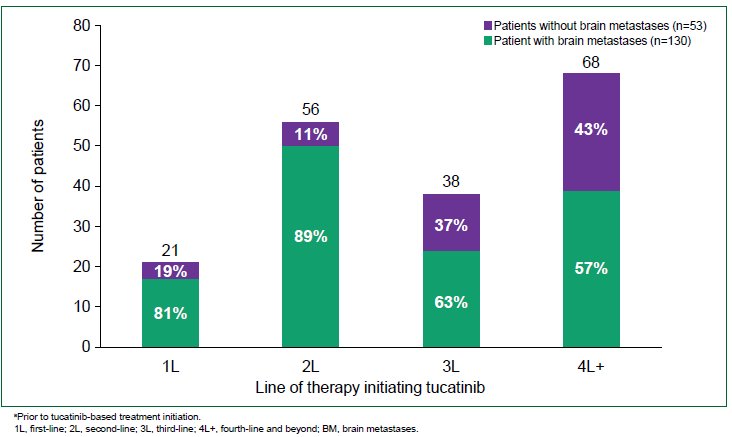 Patients without brain metastases (n=53)
Patient with brain metastases (n=130)
Number of patients
80
70
60
50
40
30
20
10
0
21
19%
81%
56
11%
89%
38
37%
63%
68
43%
57%
1L
2L
3L
4L+
Line of therapy initiating tucatinib
ªPrior to tucatinib-based treatment initiation.
1L, first-line; 2L, second-line; 3L, third-line; 4L+, fourth-line and beyond; BM, brain metastases.